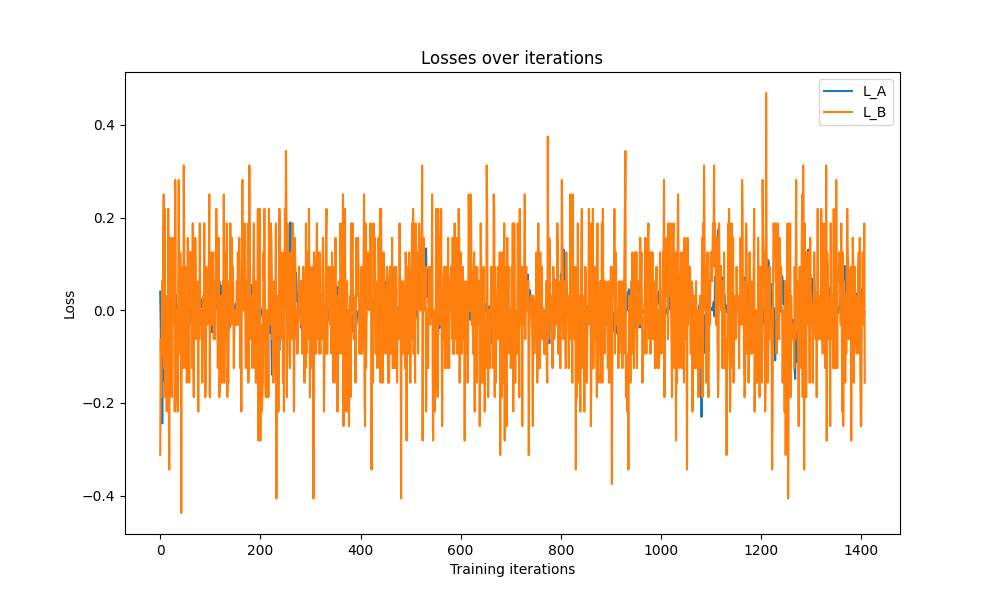 Losses over iterations
L_A
L_B
Loss
0.4
0.2
0.0
−0.2
−0.4
0 200 400 600 800 1000 1200 1400
Training iterations